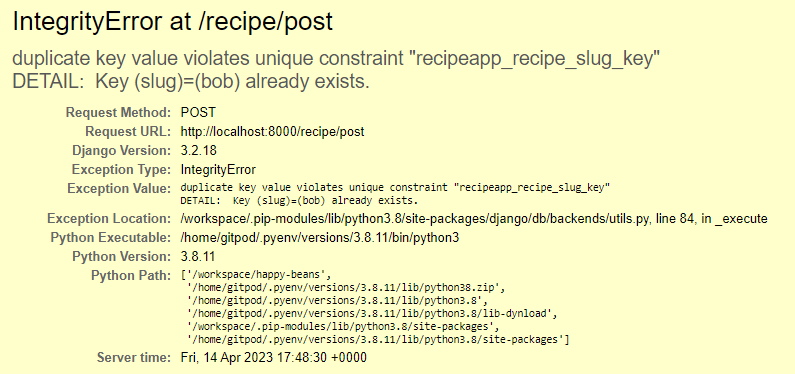 IntegrityError at /recipe/post
duplicate key value violates unique constraint "recipeapp_recipe_slug_key"
DETAIL:  Key (slug)=(bob) already exists.
Request Method: POST
Request URL: http://localhost:8000/recipe/post
Django Version: 3.2.18
Exception Type: IntegrityError
Exception Value: duplicate key value violates unique constraint "recipeapp_recipe_slug_key"
DETAIL:  Key (slug)=(bob) already exists.
Exception Location: /workspace/.pip-modules/lib/python3.8/site-packages/django/db/backends/utils.py, line 84, in _execute
Python Executable: /home/gitpod/.pyenv/versions/3.8.11/bin/python3
Python Version: 3.8.11
Python Path: ['/workspace/happy-beans',
'/home/gitpod/.pyenv/versions/3.8.11/lib/python38.zip',
'/home/gitpod/.pyenv/versions/3.8.11/lib/python3.8',
'/home/gitpod/.pyenv/versions/3.8.11/lib/python3.8/lib-dynload',
'/workspace/.pip-modules/lib/python3.8/site-packages',
'/home/gitpod/.pyenv/versions/3.8.11/lib/python3.8/site-packages']
Server time: Fri, 14 Apr 2023 17:48:30 +0000